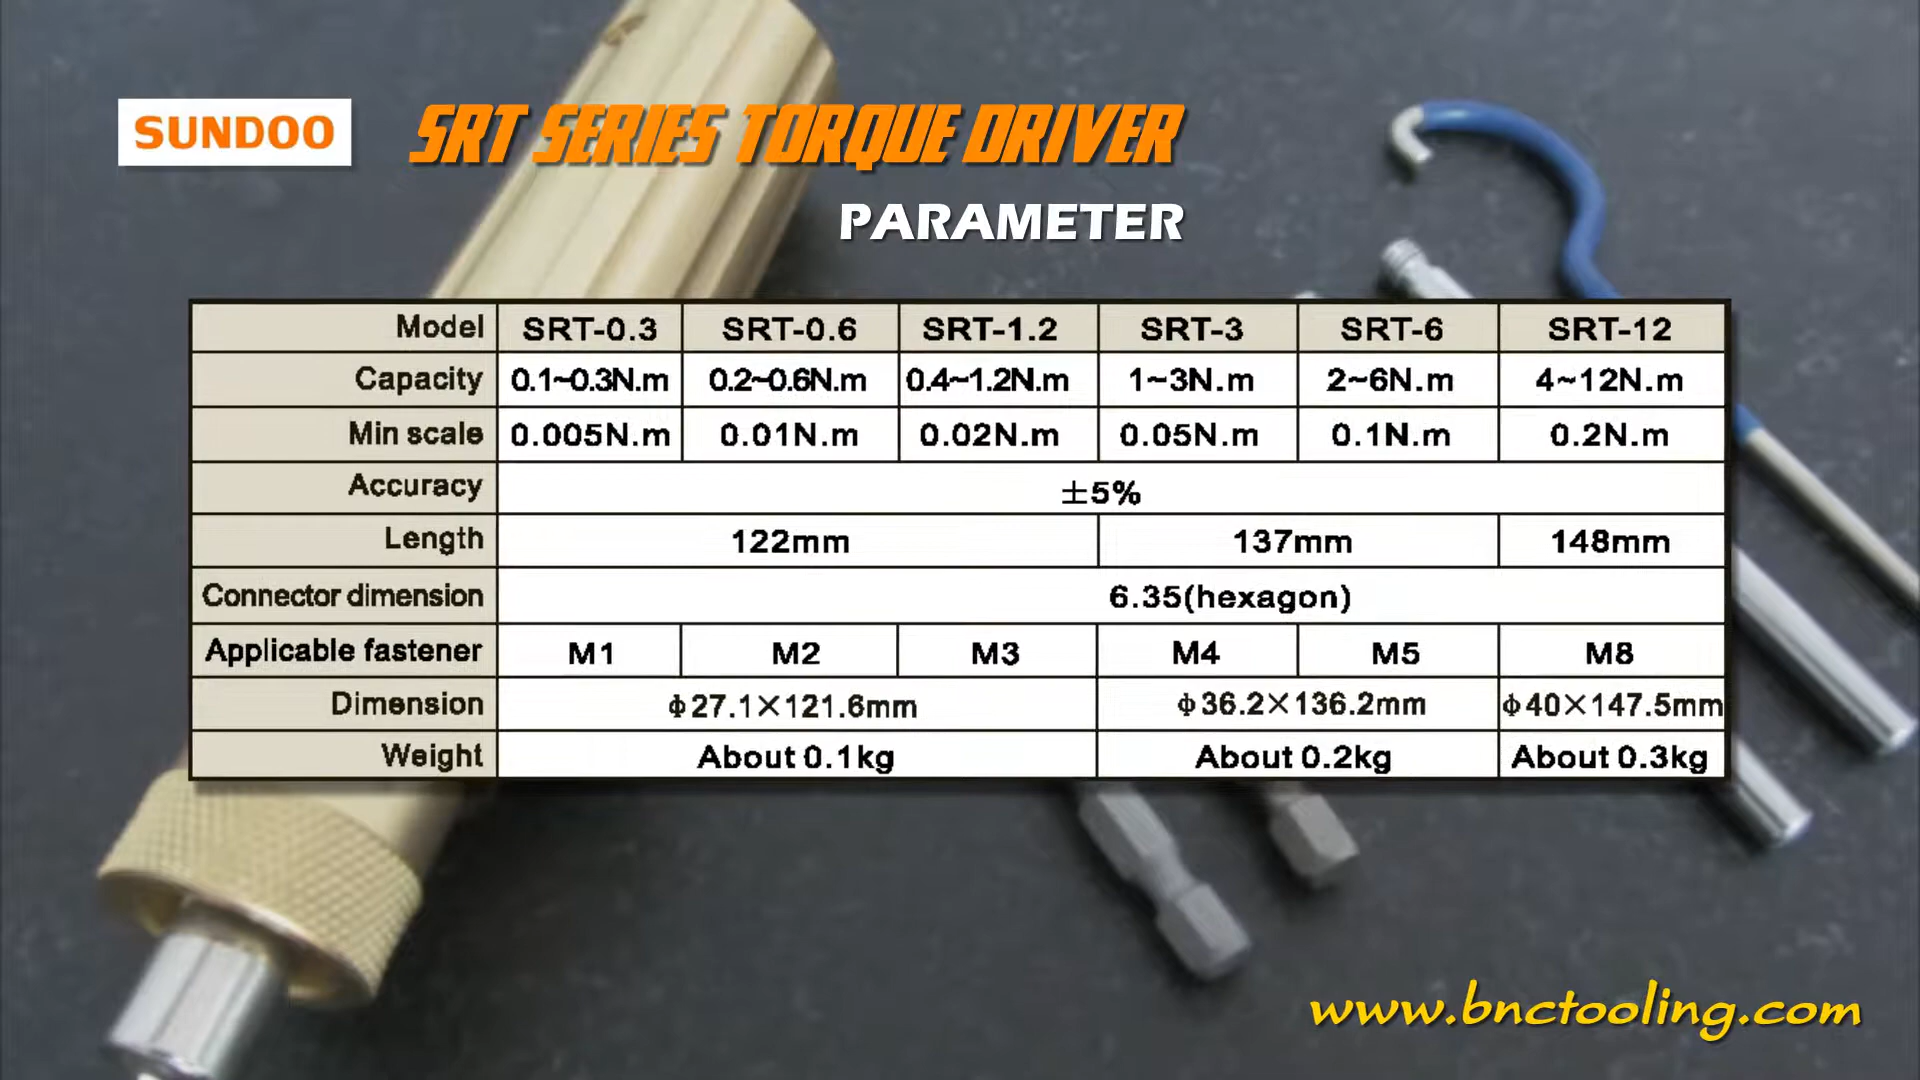 SUNDOO
SRT SERIES TORQUE DRIVER
PARAMETER
Model SRT-0.3 SRT-0.6 SRT-1.2 SRT-3 SRT-6 SRT-12
Capacity 0.1~0.3N.m 0.2~0.6N.m 0.4~1.2N.m 1~3N.m 2~6N.m 4~12N.m
Min scale 0.005N.m 0.01N.m 0.02N.m 0.05N.m 0.1N.m 0.2N.m
Accuracy ±5%
Length 122mm 137mm 148mm
Connector dimension 6.35(hexagon)
Applicable fastener M1 M2 M3 M4 M5 M8
Dimension ϕ27.1×121.6mm ϕ36.2×136.2mm ϕ40×147.5mm
Weight About 0.1kg About 0.2kg About 0.3kg
www.bnctooling.com